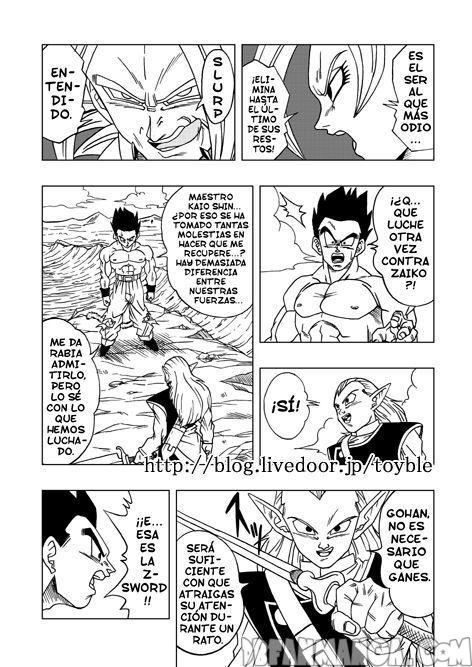 ES EL
SER AL
QUE MÁS
ODIO
...
¡ELI-
MINA
HASTA
EL ÚL-
TIMO DE
SUS RES-
TOS!
SLURP
EN-
TEN-
DI-
DO.
¡¿Q...
QUE
LUCHE
OTRA
VEZ
CONTRA
ZAIKO
?!
MAESTRO
KAIO SHIN...
¿POR ESO SE HA
TOMADO TANTAS
MOLESTIAS EN
HACER QUE ME
RECUPERE...?
HAY DEMASIADA
DIFERENCIA
ENTRE
NUESTRAS
FUERZAS...
ME DA
RABIA
ADMI-
TIRLO,
PERO
LO SÉ
CON LO
QUE
HEMOS
LUCHA-
DO.
¡SÍ!
http://blog.livedoor.jp/toyble
GOHAN,
NO ES
NECE-
SARIO
QUE
GANES.
SERÁ
SUFI-
CIENTE
CON QUE
ATRAIGAS
SU ATEN-
CIÓN DU-
RANTE UN
RATO.
¡¡E...
ESA
ES LA
Z-
SWORD
!!
DBFANMANGA.COM